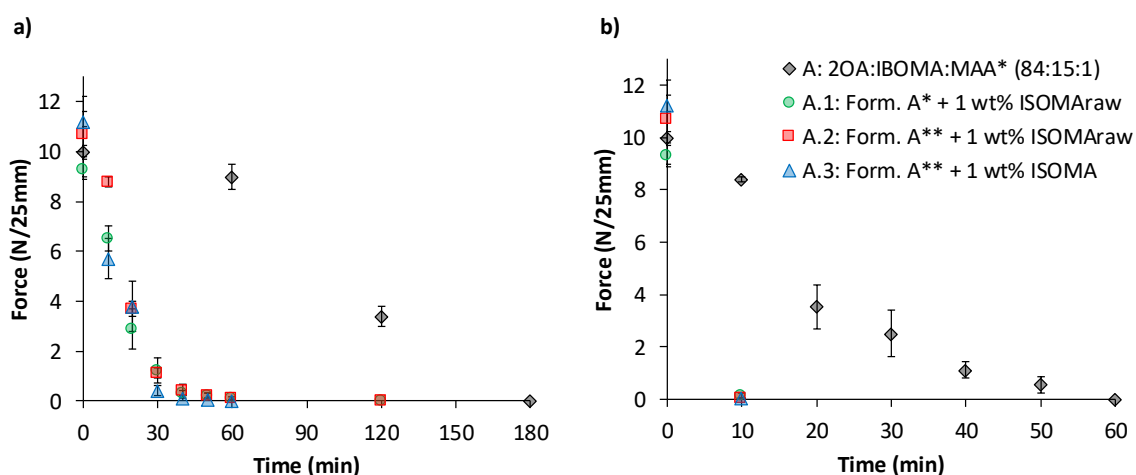 a)
Force (N/25mm)
12
10
8
6
4
2
0
0 30 60 90 120 150 180
Time (min)
b)
A: 2OA:IBOMA:MAA* (84:15:1)
A.1: Form. A* + 1 wt% ISOMAraw
A.2: Form. A** + 1 wt% ISOMAraw
A.3: Form. A** + 1 wt% ISOMA
Force (N/25mm)
12
10
8
6
4
2
0
0 10 20 30 40 50 60
Time (min)